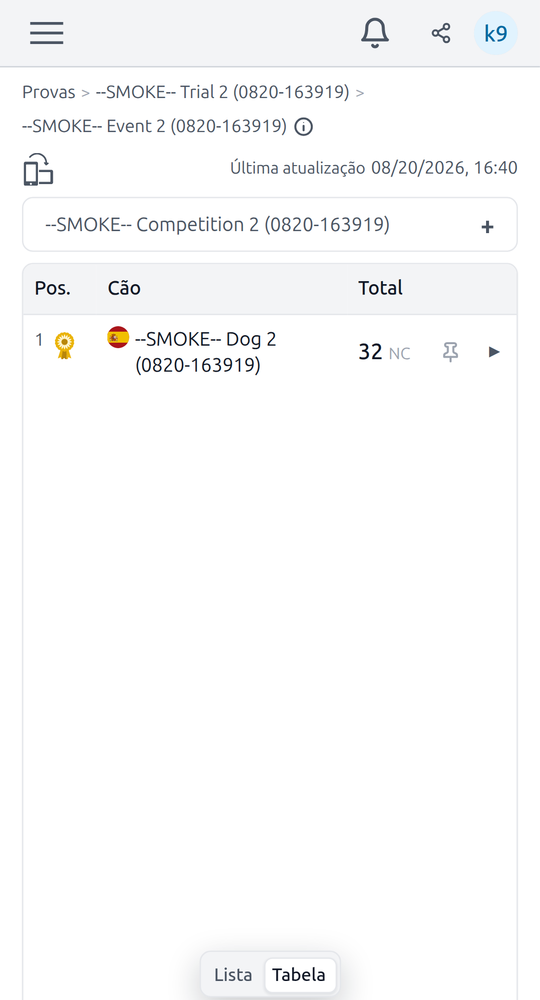 k9
Provas > --SMOKE-- Trial 2 (0820-163919) >
--SMOKE-- Event 2 (0820-163919)
Última atualização 08/20/2026, 16:40
--SMOKE-- Competition 2 (0820-163919) +
Pos. Cão Total
1 --SMOKE-- Dog 2 32 NC
(0820-163919)
Lista Tabela